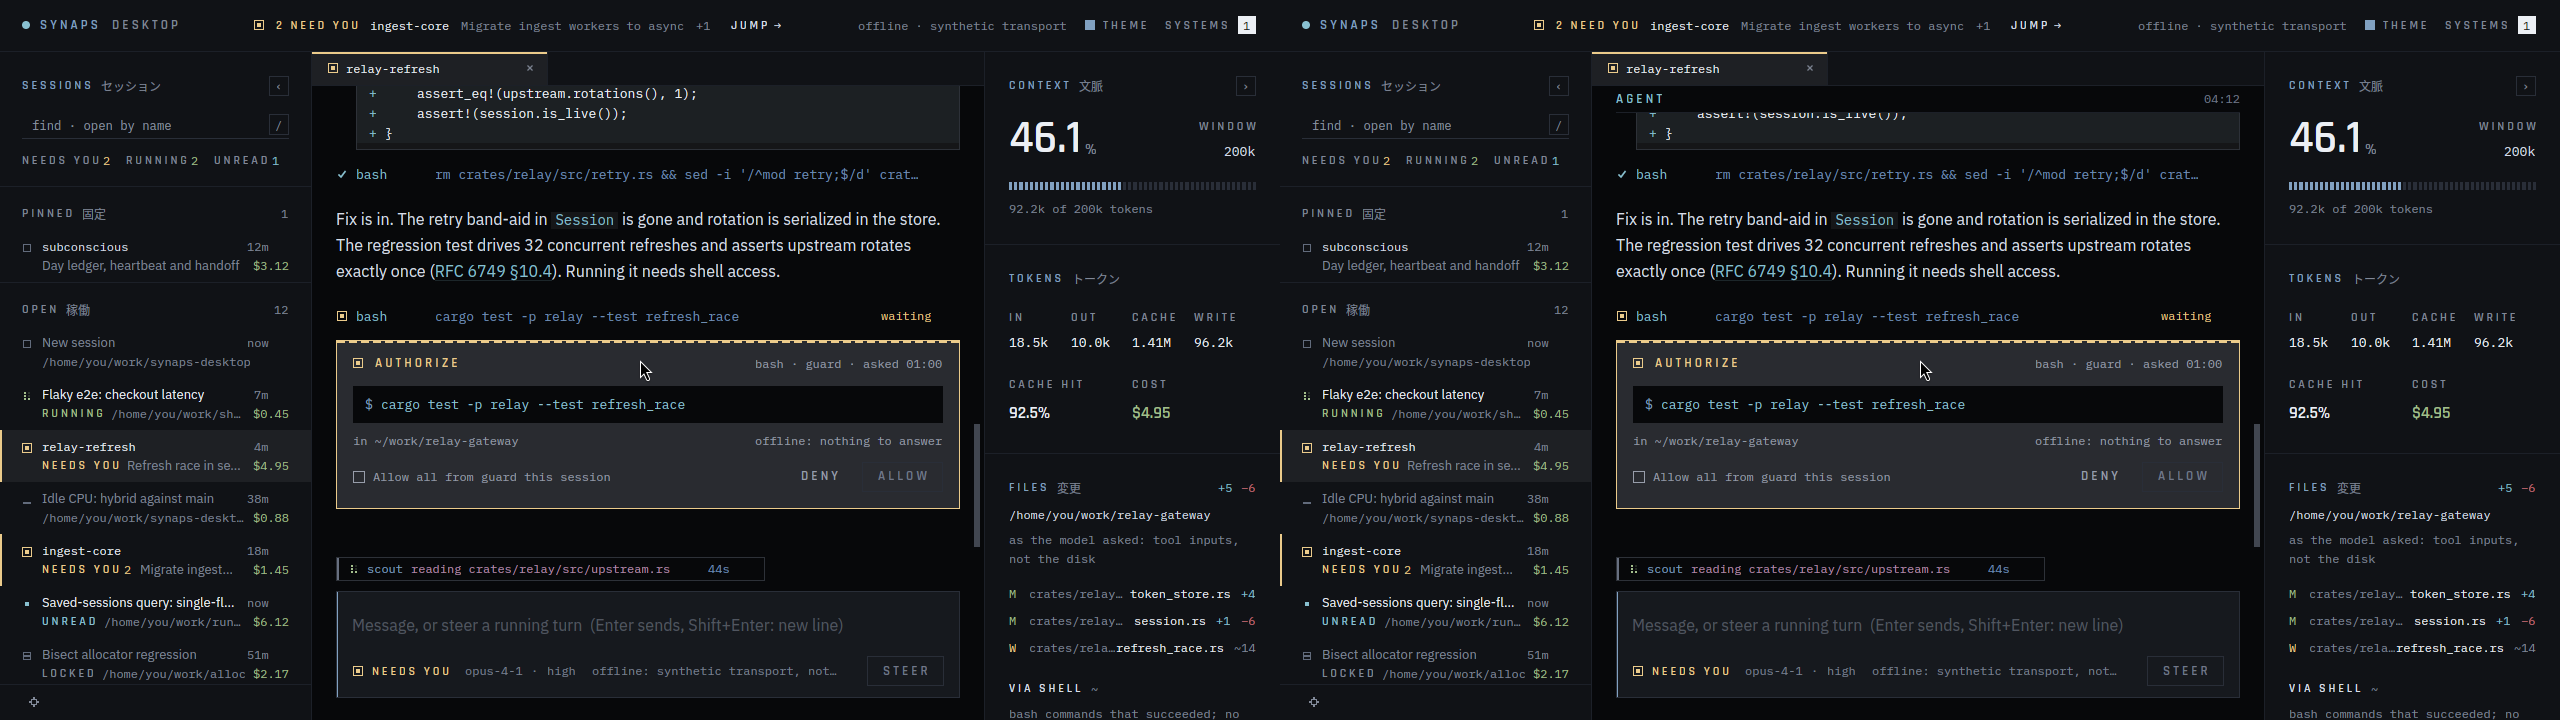 SYNAPS DESKTOP
2 NEED YOU ingest-core Migrate ingest workers to async +1 JUMP →
offline · synthetic transport THEME SYSTEMS 1
SESSIONS セッション ‹
find · open by name /
NEEDS YOU 2 RUNNING 2 UNREAD 1
PINNED 固定 1
subconscious 12m
Day ledger, heartbeat and handoff $3.12
OPEN 稼働 12
New session now
/home/you/work/synaps-desktop
Flaky e2e: checkout latency 7m
RUNNING /home/you/work/sh… $0.45
relay-refresh 4m
NEEDS YOU Refresh race in se… $4.95
Idle CPU: hybrid against main 38m
/home/you/work/synaps-deskt… $0.88
ingest-core 18m
NEEDS YOU 2 Migrate ingest… $1.45
Saved-sessions query: single-fl… now
UNREAD /home/you/work/run… $6.12
Bisect allocator regression 51m
LOCKED /home/you/work/alloc $2.17
relay-refresh ×
+ assert_eq!(upstream.rotations(), 1);
+ assert!(session.is_live());
+ }
✓ bash rm crates/relay/src/retry.rs && sed -i '/^mod retry;$/d' crat…
Fix is in. The retry band-aid in Session is gone and rotation is serialized in the store.
The regression test drives 32 concurrent refreshes and asserts upstream rotates
exactly once (RFC 6749 §10.4). Running it needs shell access.
bash cargo test -p relay --test refresh_race waiting
AUTHORIZE bash · guard · asked 01:00
$ cargo test -p relay --test refresh_race
in ~/work/relay-gateway offline: nothing to answer
Allow all from guard this session DENY ALLOW
scout reading crates/relay/src/upstream.rs 44s
Message, or steer a running turn (Enter sends, Shift+Enter: new line)
NEEDS YOU opus-4-1 · high offline: synthetic transport, not… STEER
CONTEXT 文脈 ›
46.1% WINDOW
200k
92.2k of 200k tokens
TOKENS トークン
IN OUT CACHE WRITE
18.5k 10.0k 1.41M 96.2k
CACHE HIT COST
92.5% $4.95
FILES 変更 +5 −6
/home/you/work/relay-gateway
as the model asked: tool inputs,
not the disk
M crates/relay… token_store.rs +4
M crates/relay… session.rs +1 −6
W crates/rela…refresh_race.rs ~14
VIA SHELL ~
bash commands that succeeded; no
SYNAPS DESKTOP
2 NEED YOU ingest-core Migrate ingest workers to async +1 JUMP →
offline · synthetic transport THEME SYSTEMS 1
SESSIONS セッション ‹
find · open by name /
NEEDS YOU 2 RUNNING 2 UNREAD 1
PINNED 固定 1
subconscious 12m
Day ledger, heartbeat and handoff $3.12
OPEN 稼働 12
New session now
/home/you/work/synaps-desktop
Flaky e2e: checkout latency 7m
RUNNING /home/you/work/sh… $0.45
relay-refresh 4m
NEEDS YOU Refresh race in se… $4.95
Idle CPU: hybrid against main 38m
/home/you/work/synaps-deskt… $0.88
ingest-core 18m
NEEDS YOU 2 Migrate ingest… $1.45
Saved-sessions query: single-fl… now
UNREAD /home/you/work/run… $6.12
Bisect allocator regression 51m
LOCKED /home/you/work/alloc $2.17
relay-refresh ×
AGENT 04:12
assert!(session.is_live());
+ }
✓ bash rm crates/relay/src/retry.rs && sed -i '/^mod retry;$/d' crat…
Fix is in. The retry band-aid in Session is gone and rotation is serialized in the store.
The regression test drives 32 concurrent refreshes and asserts upstream rotates
exactly once (RFC 6749 §10.4). Running it needs shell access.
bash cargo test -p relay --test refresh_race waiting
AUTHORIZE bash · guard · asked 01:00
$ cargo test -p relay --test refresh_race
in ~/work/relay-gateway offline: nothing to answer
Allow all from guard this session DENY ALLOW
scout reading crates/relay/src/upstream.rs 44s
Message, or steer a running turn (Enter sends, Shift+Enter: new line)
NEEDS YOU opus-4-1 · high offline: synthetic transport, not… STEER
CONTEXT 文脈 ›
46.1% WINDOW
200k
92.2k of 200k tokens
TOKENS トークン
IN OUT CACHE WRITE
18.5k 10.0k 1.41M 96.2k
CACHE HIT COST
92.5% $4.95
FILES 変更 +5 −6
/home/you/work/relay-gateway
as the model asked: tool inputs,
not the disk
M crates/relay… token_store.rs +4
M crates/relay… session.rs +1 −6
W crates/rela…refresh_race.rs ~14
VIA SHELL ~
bash commands that succeeded; no